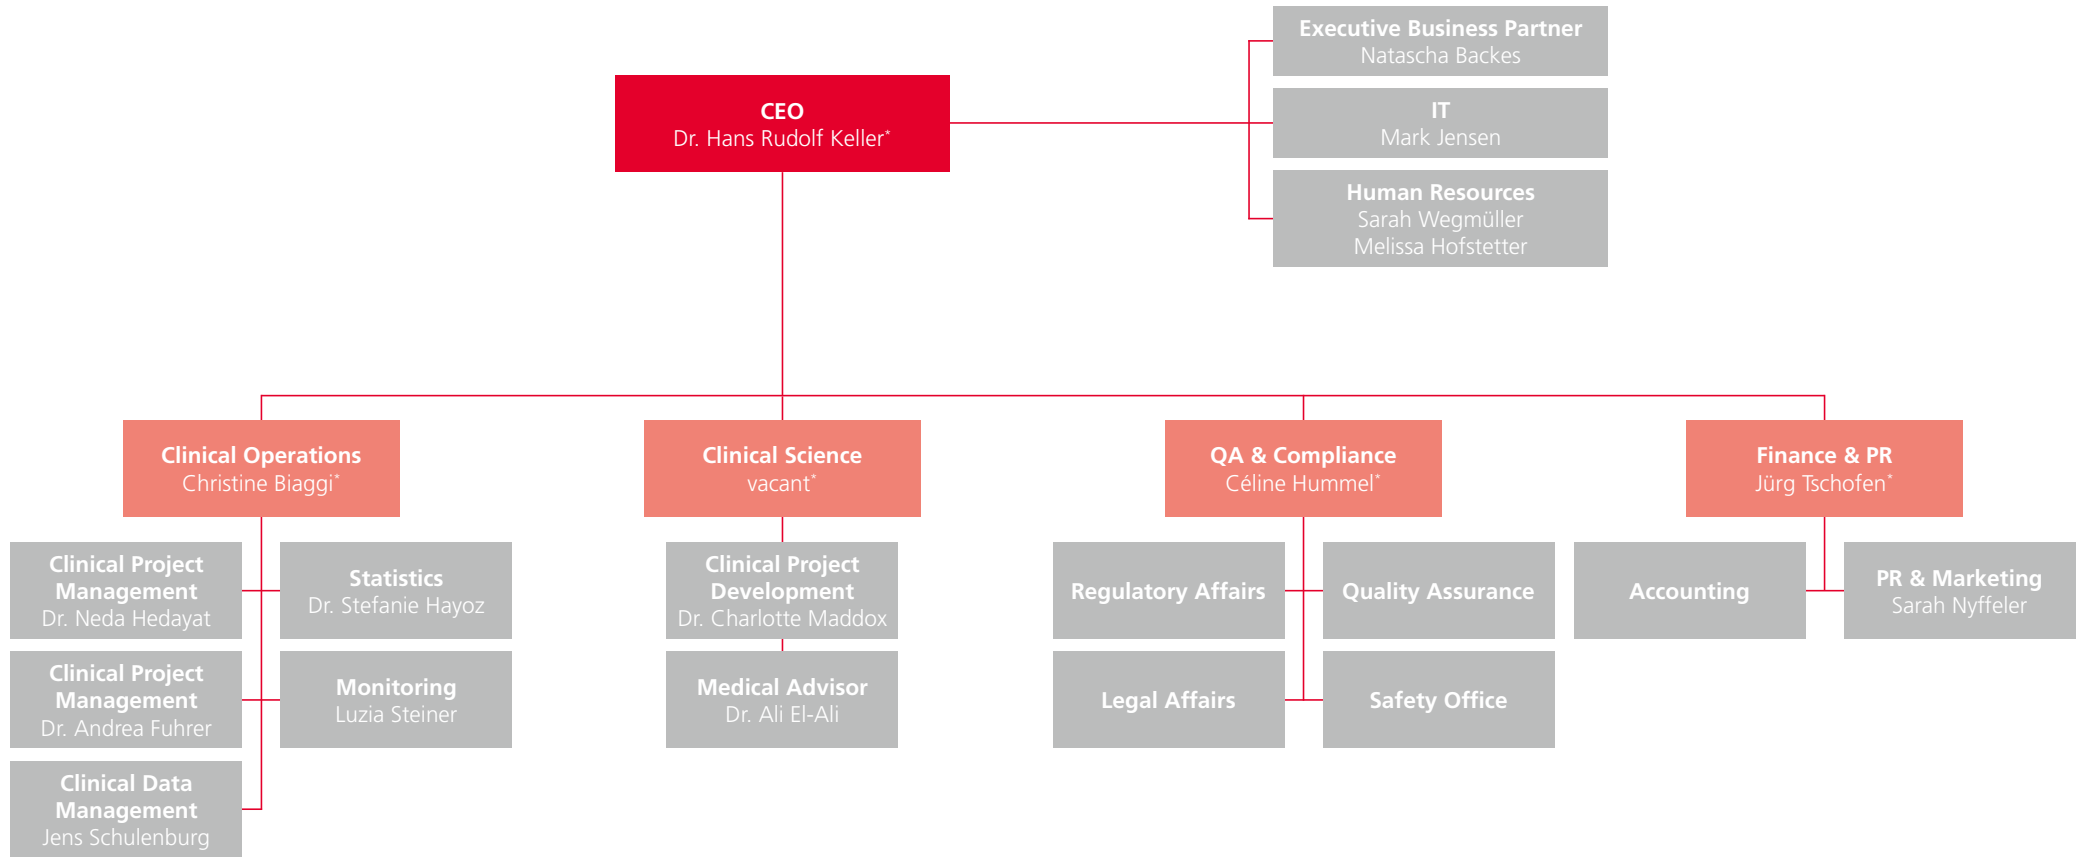 Executive Business Partner
Natascha Backes
CEO
Dr. Hans Rudolf Keller*
IT
Mark Jensen
Human Resources
Sarah Wegmüller
Melissa Hofstetter
Clinical Operations
Christine Biaggi*
Clinical Science
vacant*
QA & Compliance
Céline Hummel*
Finance & PR
Jürg Tschofen*
Clinical Project
Management
Dr. Neda Hedayat
Statistics
Dr. Stefanie Hayoz
Clinical Project
Development
Dr. Charlotte Maddox
Regulatory Affairs
Quality Assurance
Accounting
PR & Marketing
Sarah Nyffeler
Clinical Project
Management
Dr. Andrea Fuhrer
Monitoring
Luzia Steiner
Medical Advisor
Dr. Ali El-Ali
Legal Affairs
Safety Office
Clinical Data
Management
Jens Schulenburg